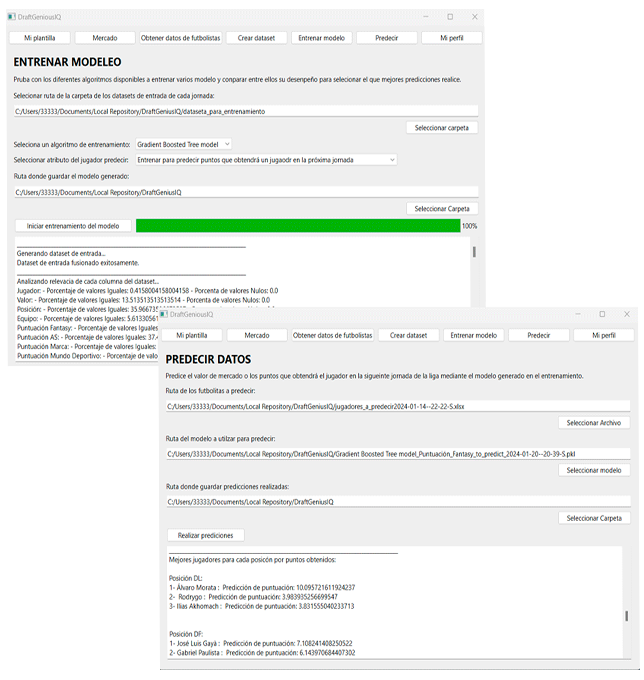 DraftGeniousIQ
Mi plantilla
Mercado
Obtener datos de futbolistas
Crear dataset
Entrenar modelo
Predecir
Mi perfil
ENTRENAR MODELEO
Prueba con los diferentes algoritmos disponibles a entrenar varios modelo y conparar entre ellos su desempeño para selecionar el que mejores predicciones realice.
Selecionar ruta de la carpeta de los datasets de entrada de cada jornada:
C:/Users/33333/Documents/Local Repository/DraftGeniusIQ/dataseta_para_entrenamiento
Seleccionar carpeta
Seleciona un algoritmo de entrenamiento:
Gradient Boosted Tree model
Seleccionar atributo del jugador predecir:
Entrenar para predecir puntos que obtendrá un jugaodr en la próxima jornada
Ruta donde guardar el modelo generado:
C:/Users/33333/Documents/Local Repository/DraftGeniusIQ
Seleccionar Carpeta
Iniciar entrenamiento del modelo
100%
Generando dataset de entrada...
Dataset de entrada fusionado exitosamente.
Analizando relevacia de cada columna del dataset...
Jugador: - Porcentaje de valores Iguales: 0.4158004158004158 - Porcenta de valores Nulos: 0.0
Valor: - Porcentaje de valores Iguales: 13.513513513513514 - Porcenta de valores Nulos: 0.0
Posición: - Porcentaje de valores Iguales:
Equipo: - Porcentaje de valores Iguales: 5.61330561
Puntuación Fantasy: - Porcentaje de valores Iguales
Puntuación AS: - Porcentaje de valores Iguales: 37.4
Puntuación Marca: - Porcentaje de valores Iguales:
Puntuación Mundo Deportivo: - Porcentaje de valo
DraftGeniousIQ
Mi plantilla
Mercado
Obtener datos de futbolistas
Crear dataset
Entrenar modelo
Predecir
Mi perfil
PREDECIR DATOS
Predice el valor de mercado o los puntos que obtendrá el jugador en la sigueinte jornada de la liga mediante el modelo generado en el entrenamiento.
Ruta de los futbolitas a predecir:
C:/Users/33333/Documents/Local Repository/DraftGeniusIQ/jugadores_a_predecir2024-01-14--22-22-S.xlsx
Seleccionar Archivo
Ruta del modelo a utilizar para predecir:
C:/Users/33333/Documents/Local Repository/DraftGeniusIQ/Gradient Boosted Tree model_Puntuación_Fantasy_to_predict_2024-01-20--20-39-S.pkl
Seleccionar modelo
Ruta donde guardar predicciones realizadas:
C:/Users/33333/Documents/Local Repository/DraftGeniusIQ
Seleccionar Carpeta
Realizar prediciones
Mejores jugadores para cada posicón por puntos obtenidos:
Posición DL:
1- Álvaro Morata : Predicción de puntuación: 10.095721611924237
2- Rodrygo : Predicción de puntuación: 3.983935256699547
3- Ilias Akhomach : Predicción de puntuación: 3.831555040233713
Posición DF:
1- José Luis Gayá : Predicción de puntuación: 7.108241408250522
2- Gabriel Paulista : Predicción de puntuación: 6.143970684407302